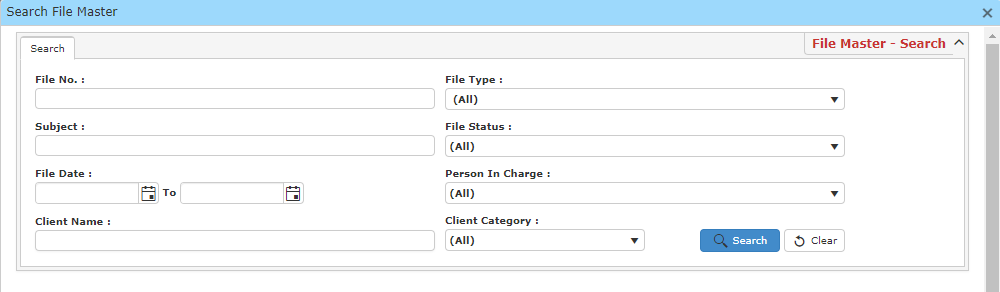 Search File Master
Search
File Master - Search
File No. :
File Type :
(All)
Subject :
File Status :
(All)
File Date :
To
Person In Charge :
(All)
Client Name :
Client Category :
(All)
Search
Clear